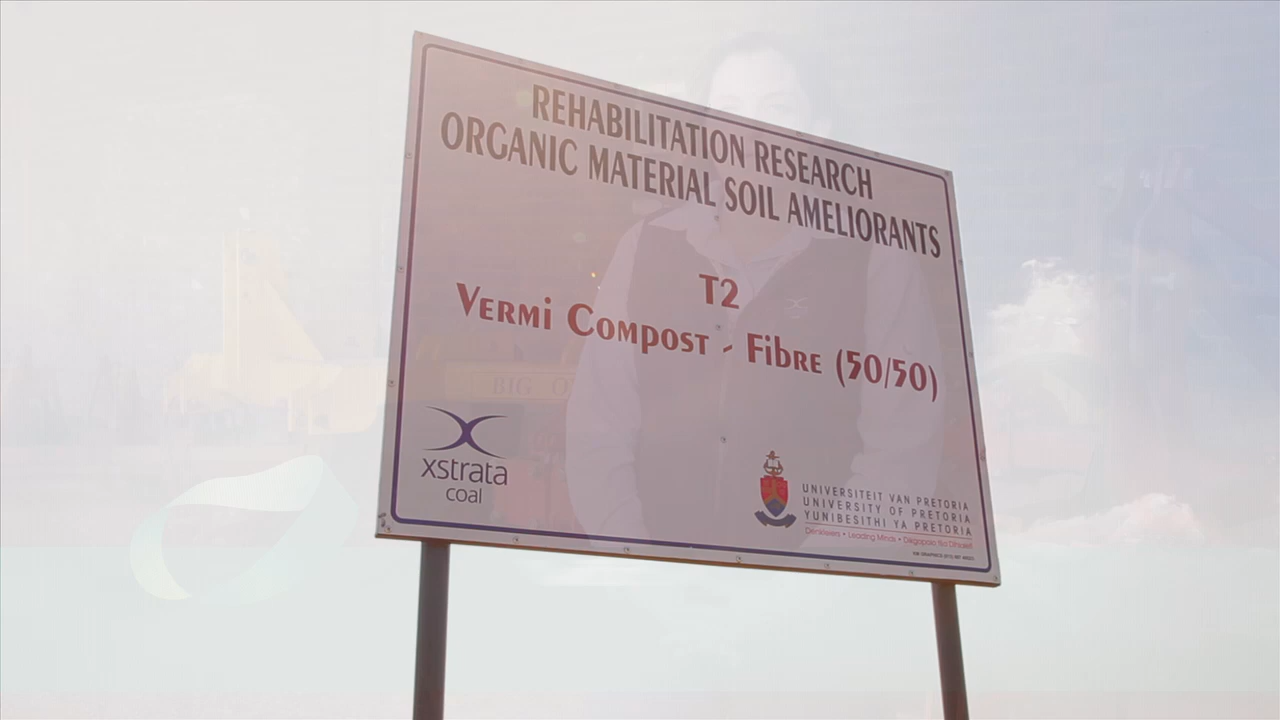 REHABILITATION RESEARCH
ORGANIC MATERIAL SOIL AMELIORANTS
T2
VERMI COMPOST - FIBRE (50/50)
xstrata
coal
UNIVERSITEIT VAN PRETORIA
UNIVERSITY OF PRETORIA
YUNIBESITHI YA PRETORIA
Denkleiers • Leading Minds • Dikgopolo tša Dihlalefi
BIG